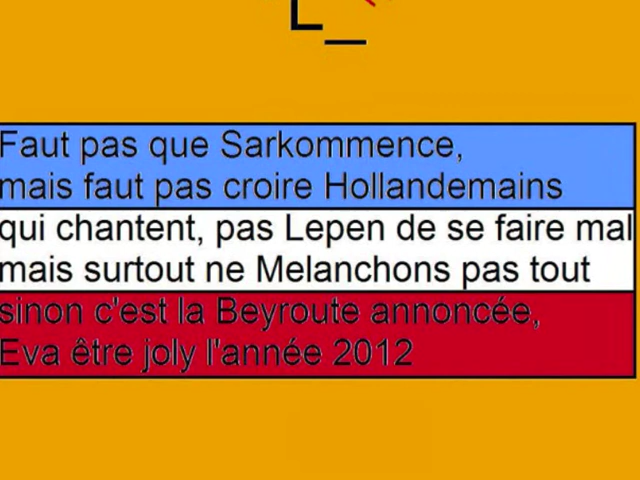 L_
Faut pas que Sarkommence,
mais faut pas croire Hollandemains
qui chantent, pas Lepen de se faire mal
mais surtout ne Melanchons pas tout
sinon c'est la Beyroute annoncée,
Eva être joly l'année 2012